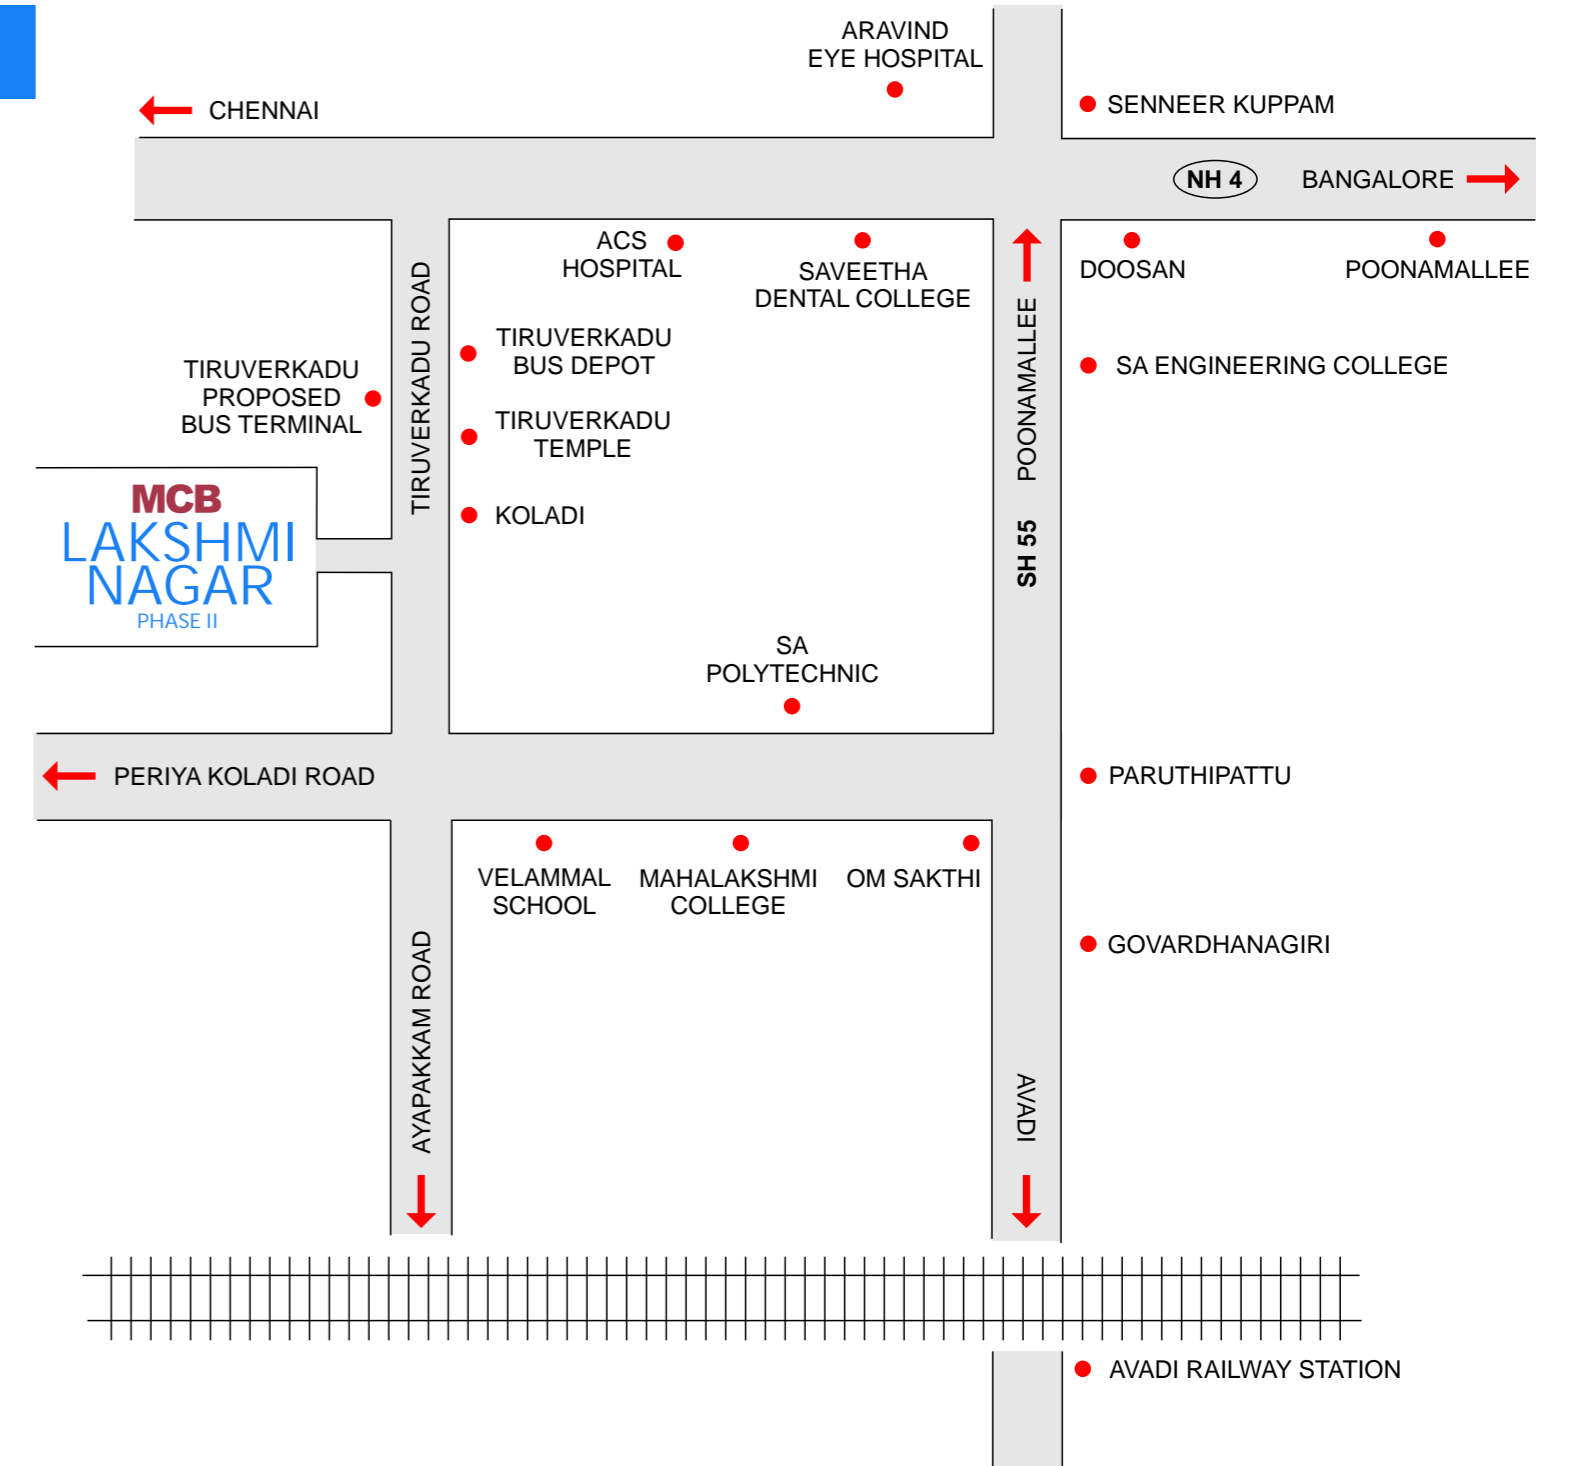 ARAVIND
EYE HOSPITAL
CHENNAI
SENNEER KUPPAM
NH 4
BANGALORE
ACS
HOSPITAL
SAVEETHA
DENTAL COLLEGE
DOOSAN
POONAMALLEE
TIRUVERKADU ROAD
POONAMALLEE
SH 55
TIRUVERKADU
BUS DEPOT
SA ENGINEERING COLLEGE
TIRUVERKADU
PROPOSED
BUS TERMINAL
TIRUVERKADU
TEMPLE
KOLADI
MCB
LAKSHMI
NAGAR
PHASE II
SA
POLYTECHNIC
PERIYA KOLADI ROAD
PARUTHIPATTU
VELAMMAL
SCHOOL
MAHALAKSHMI
COLLEGE
OM SAKTHI
GOVARDHANAGIRI
AYAPAKKAM ROAD
AVADI
AVADI RAILWAY STATION